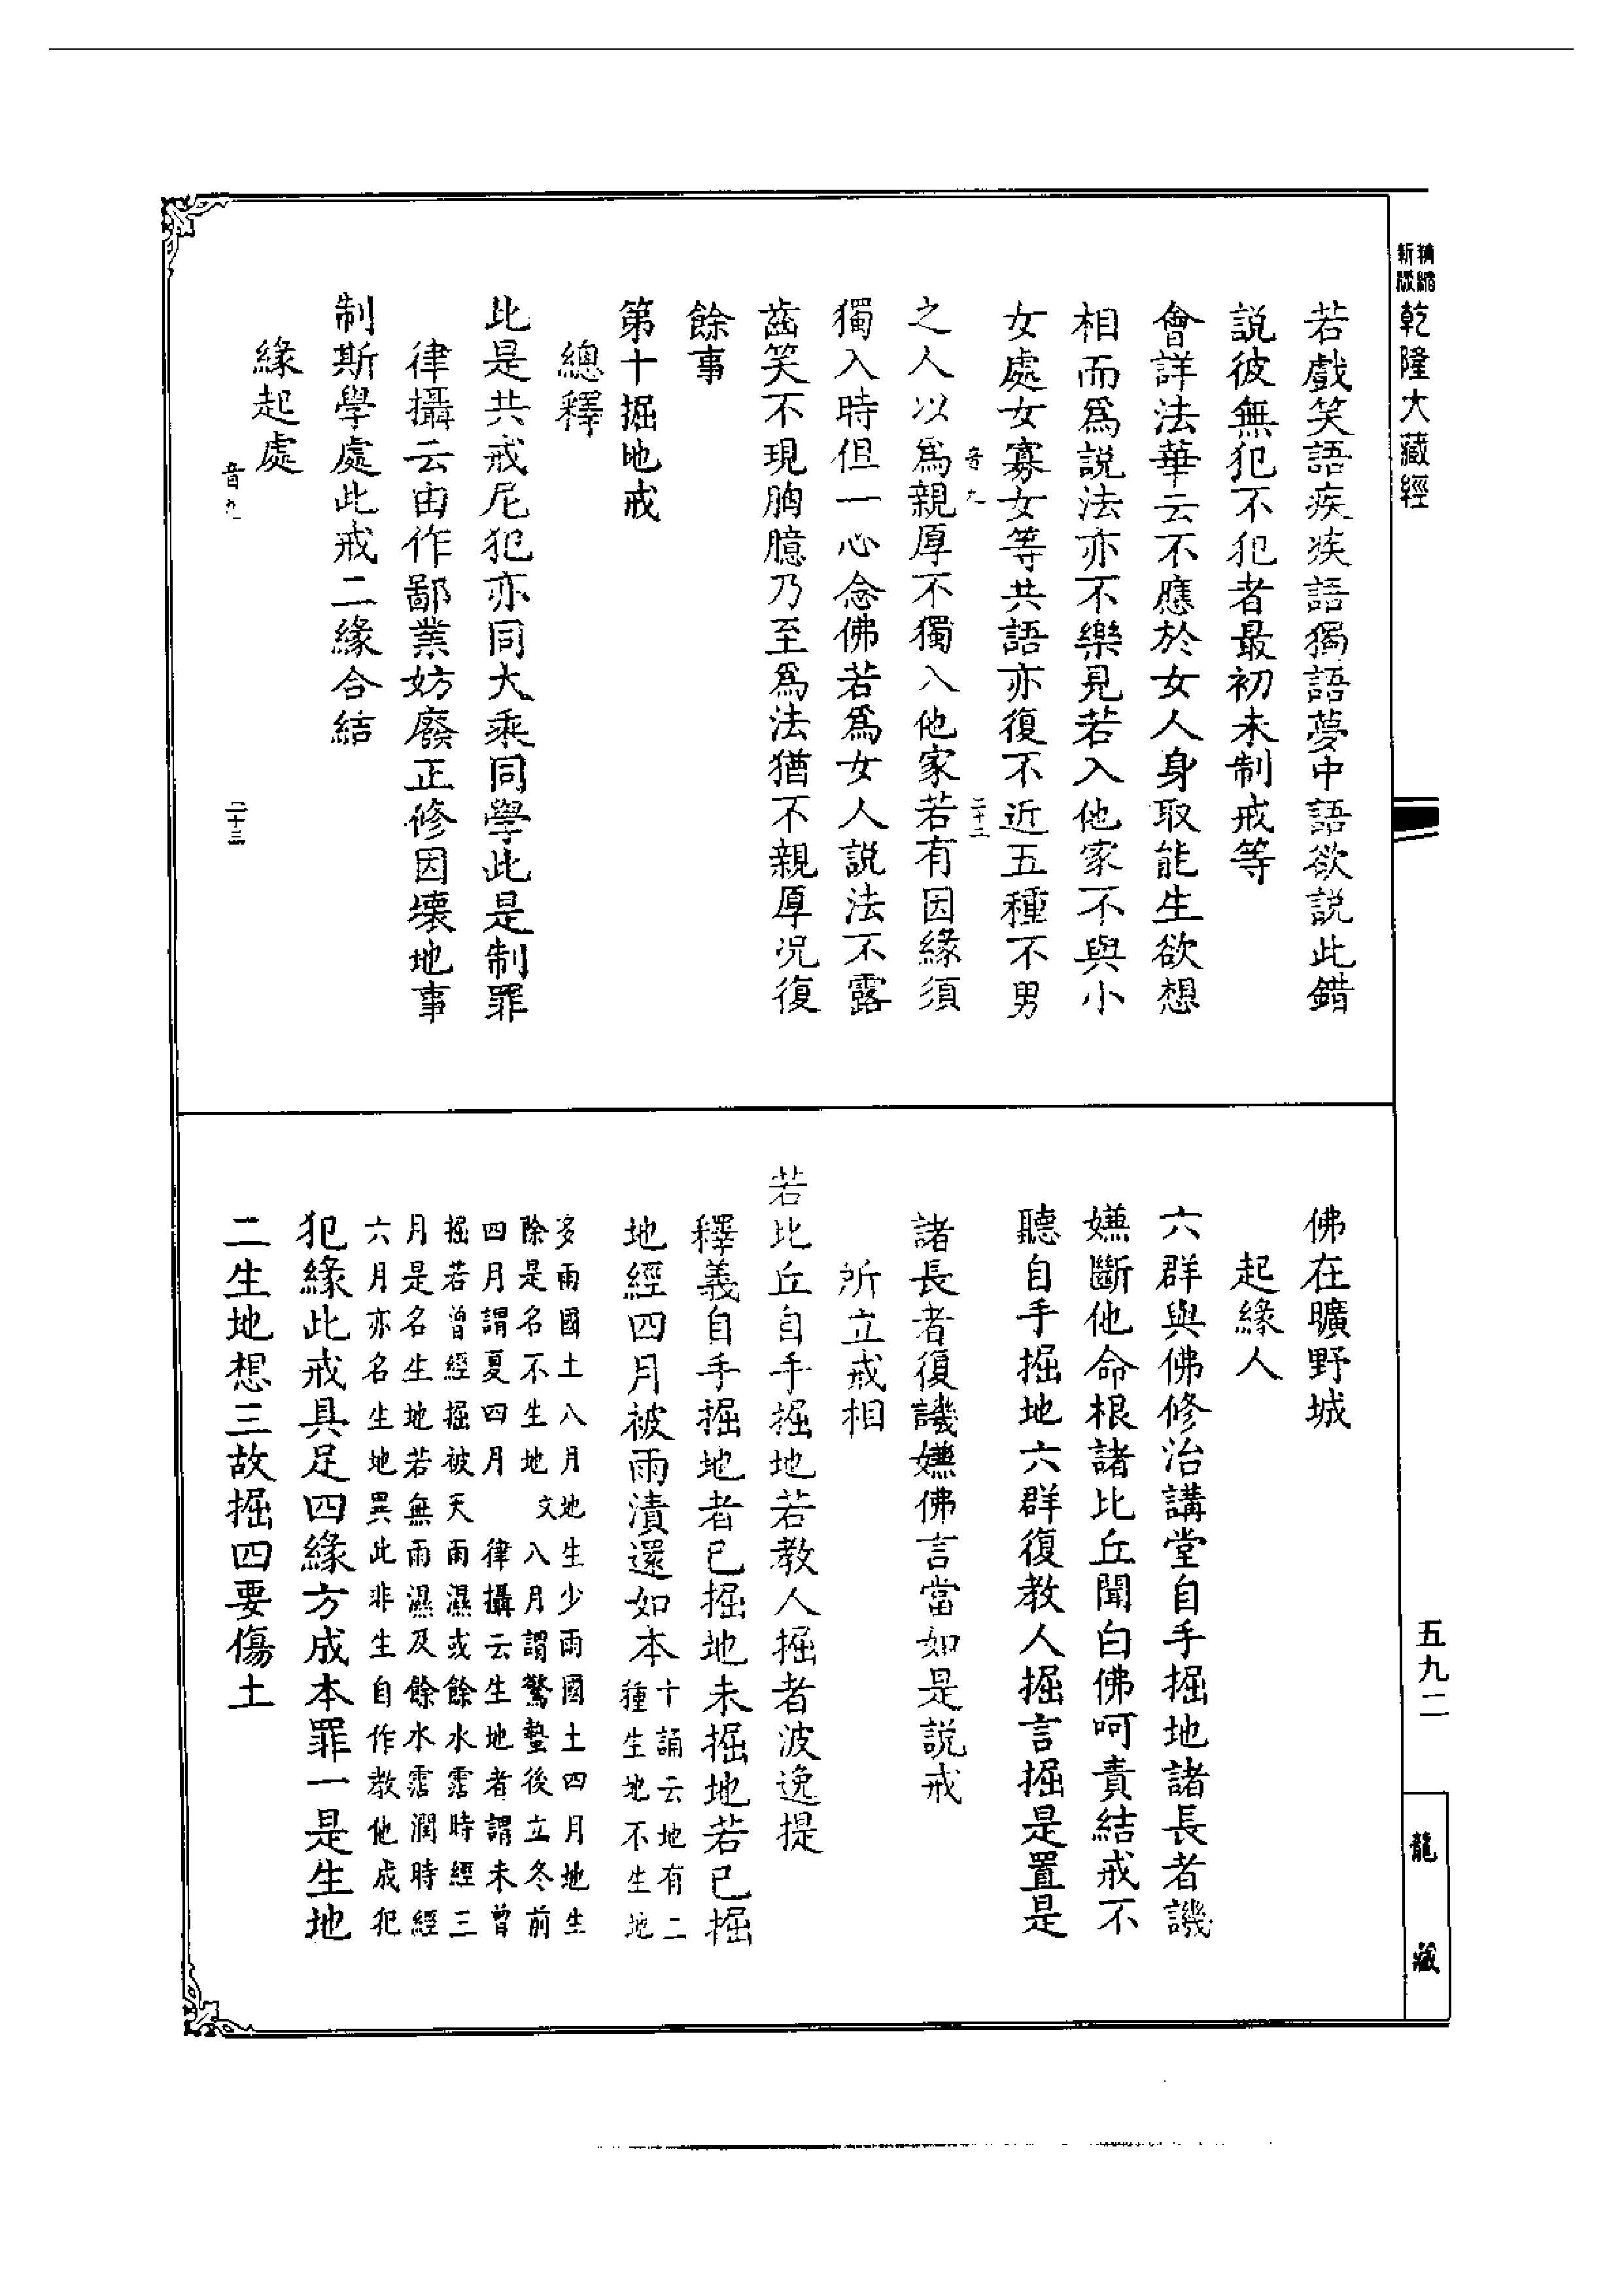 精縮
新版
乾隆大藏經
若戲笑語疾疾語獨語夢中語欲説此錯
説彼無犯不犯者最初未制戒等
會詳法華云不應於女人身取能生欲想
相而爲説法亦不樂見若入他家不與小
女處女寡女等共語亦復不近五種不男
音九
二十二
之人以爲親厚不獨入他家若有因緣須
獨入時但一心念佛若爲女人説法不露
齒笑不現胸臆乃至爲法猶不親厚况復
餘事
第十掘地戒
總釋
此是共戒尼犯亦同大乘同學此是制罪
律攝云由作鄙業妨廢正修因壞地事
制斯學處此戒二緣合結
緣起處
音九
二十三
佛在曠野城
起緣人
六群與佛修治講堂自手掘地諸長者譏
嫌斷他命根諸比丘聞白佛呵責結戒不
聽自手掘地六群復教人掘言掘是置是
諸長者復譏嫌佛言當如是説戒
所立戒相
若比丘自手掘地若教人掘者波逸提
釋義自手掘地者已掘地未掘地若已掘
地經四月被雨漬還如本
十誦云地有二
種生地不生地
多雨國土八月地生少雨國土四月地生
除是名不生地 文 八月謂驚蟄後立冬前
四月謂夏四月 律攝云生地者謂未曾
掘若曾經掘被天雨濕或餘水霑時經三
月是名生地若無雨濕及餘水霑潤時經
六月亦名生地異此非生自作教他成犯
犯緣此戒具足四緣方成本罪一是生地
二生地想三故掘四要傷土
五九二
龍藏